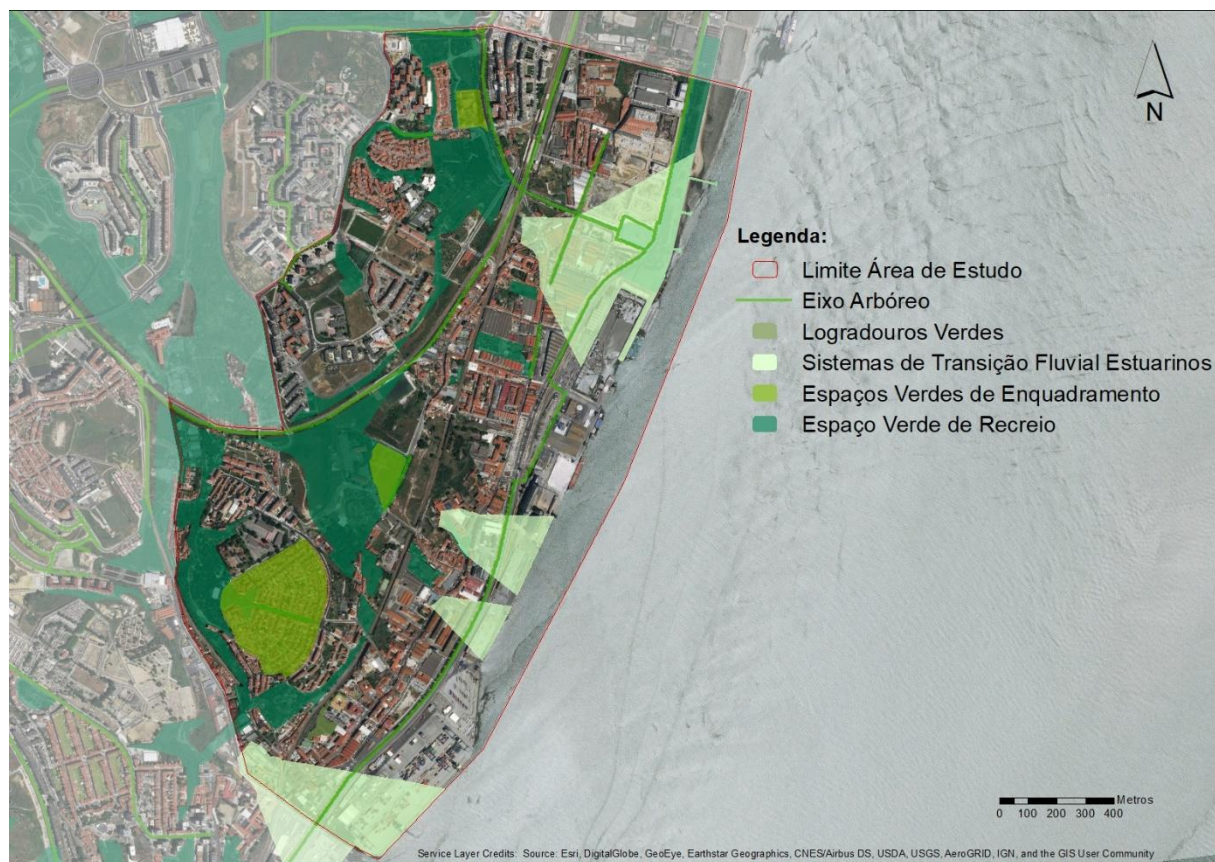 N
Legenda:
Limite Área de Estudo
Eixo Arbóreo
Logradouros Verdes
Sistemas de Transição Fluvial Estuarinos
Espaços Verdes de Enquadramento
Espaço Verde de Recreio
Metros
0 100 200 300 400
Service Layer Credits: Source: Esri, DigitalGlobe, GeoEye, Earthstar Geographics, CNES/Airbus DS, USDA, USGS, AeroGRID, IGN, and the GIS User Community